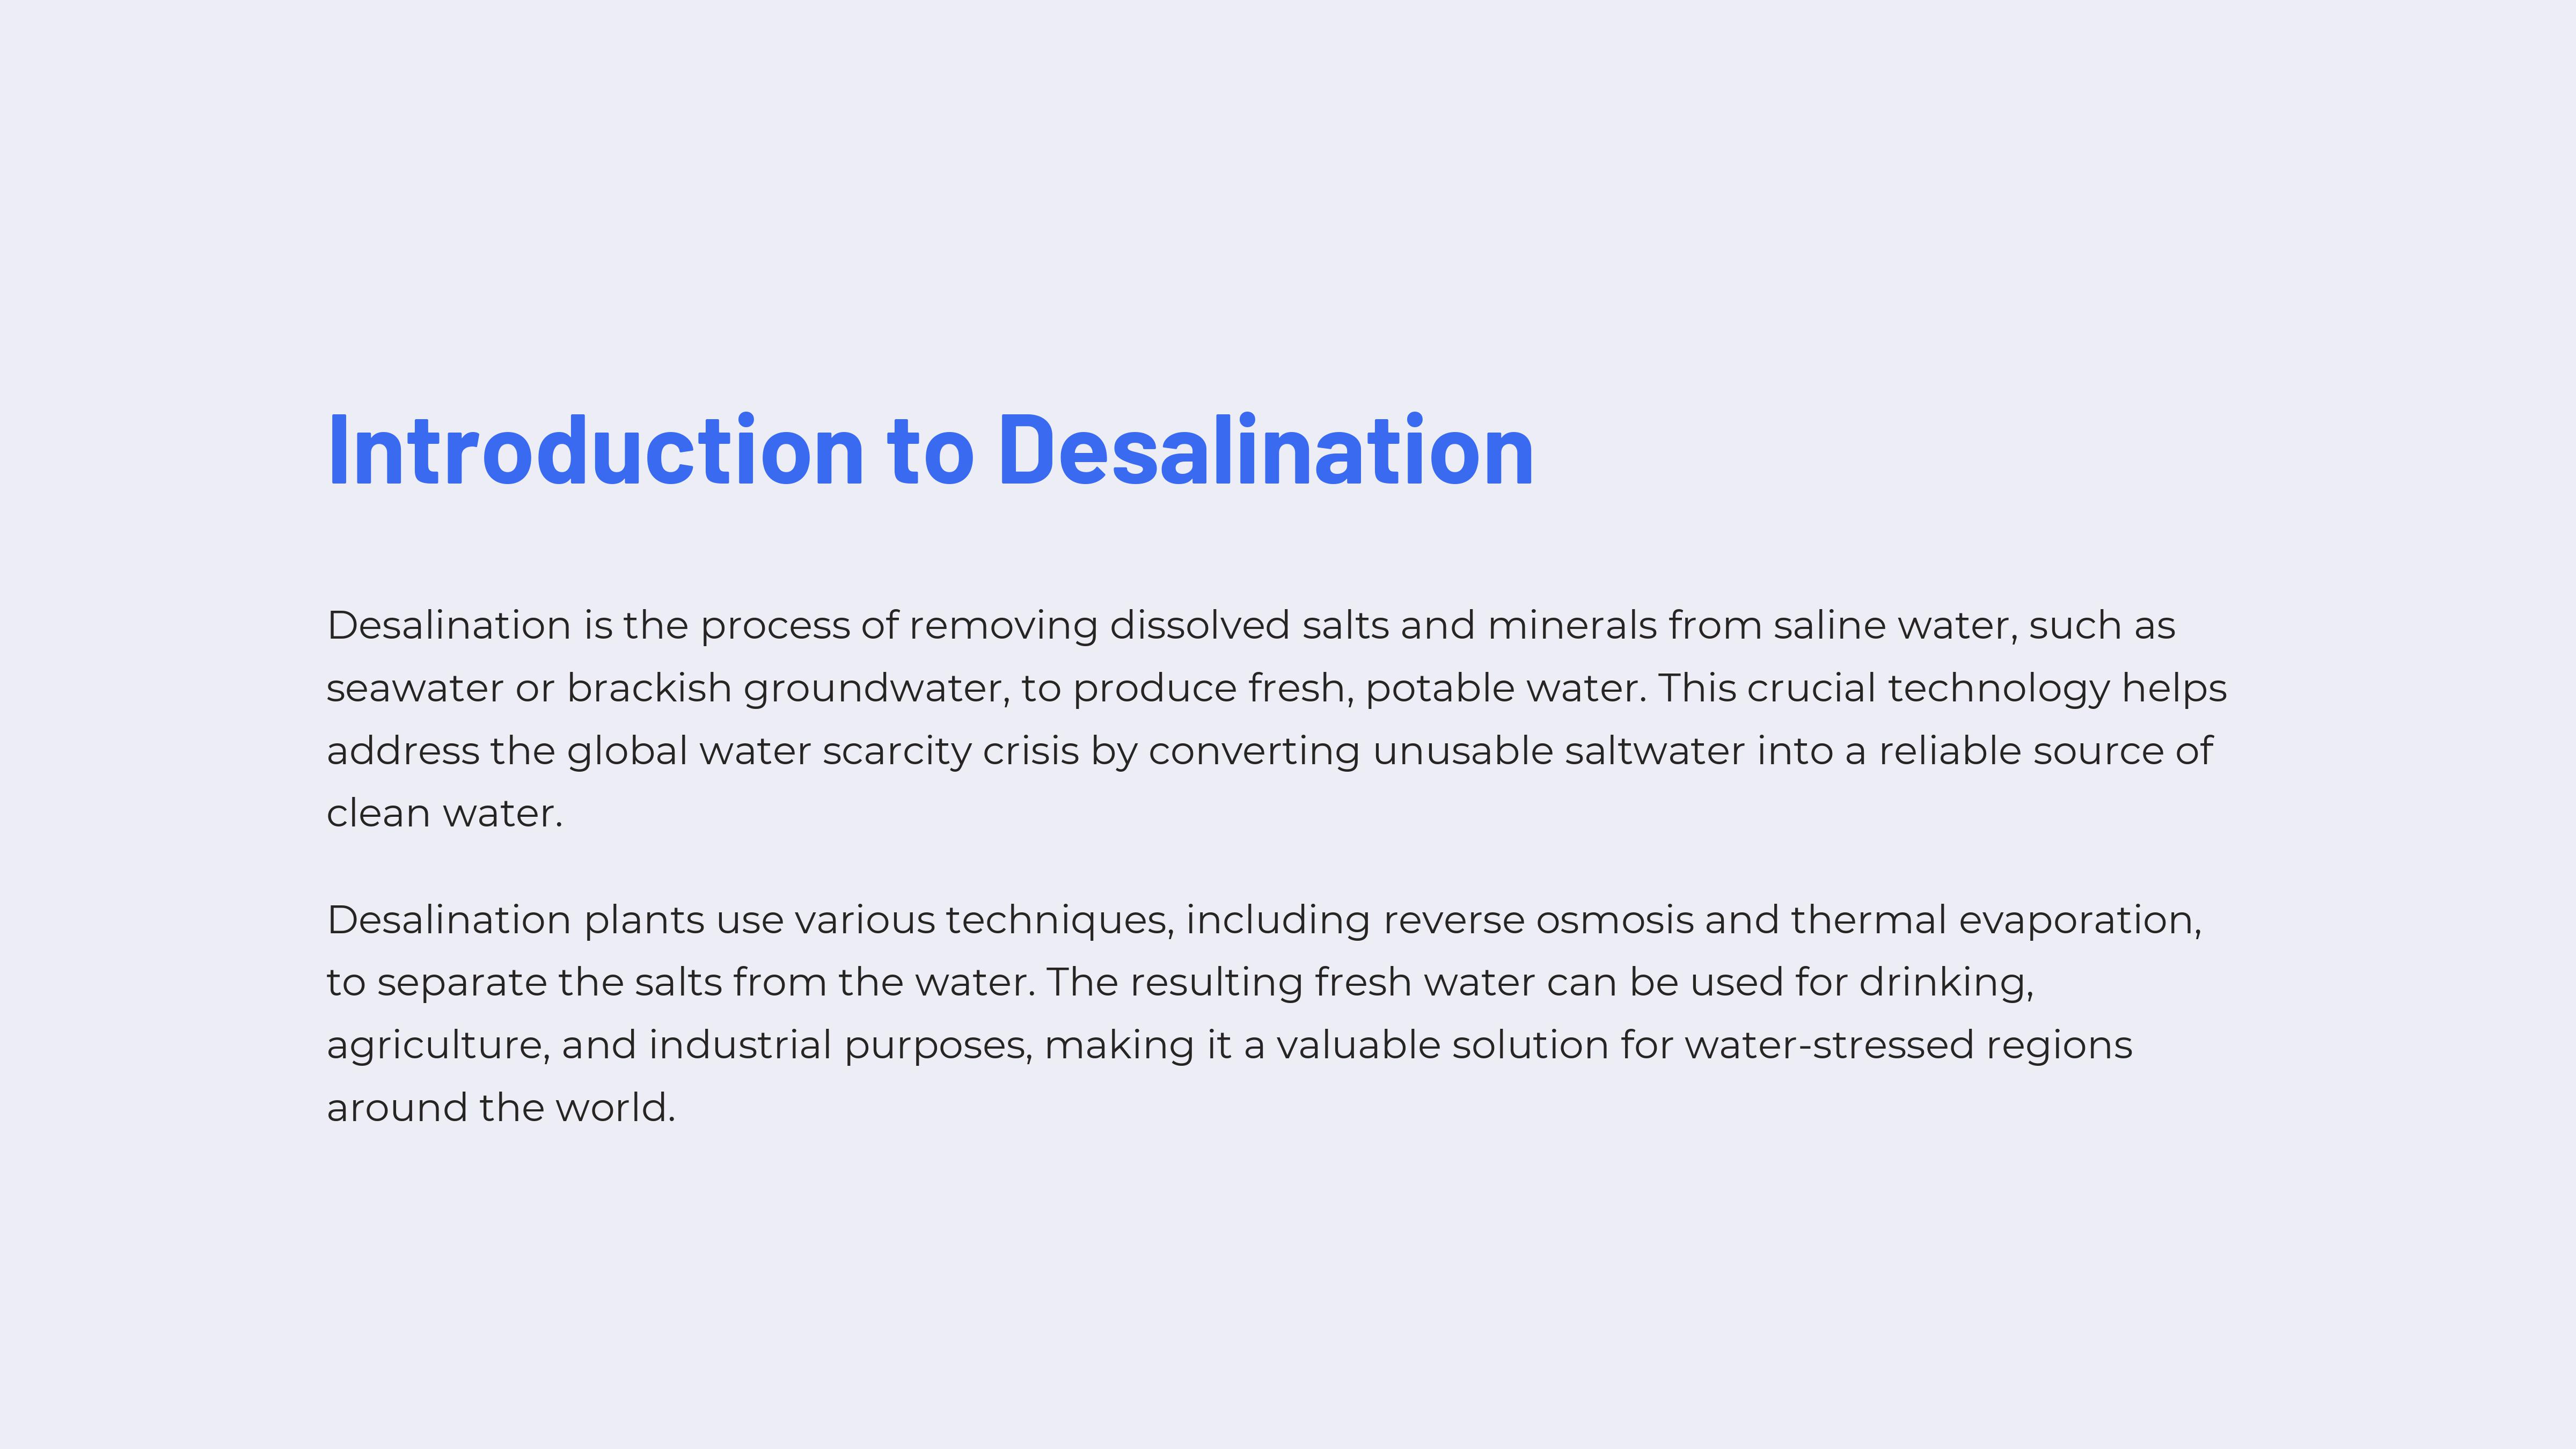 Introduction to Desalination
Desalination is the process of removing dissolved salts and minerals from saline water, such as
seawater or brackish groundwater, to produce fresh, potable water. This crucial technology helps
address the global water scarcity crisis by converting unusable saltwater into a reliable source of
clean water.
Desalination plants use various techniques, including reverse osmosis and thermal evaporation,
to separate the salts from the water. The resulting fresh water can be used for drinking,
agriculture, and industrial purposes, making it a valuable solution for water-stressed regions
around the world.